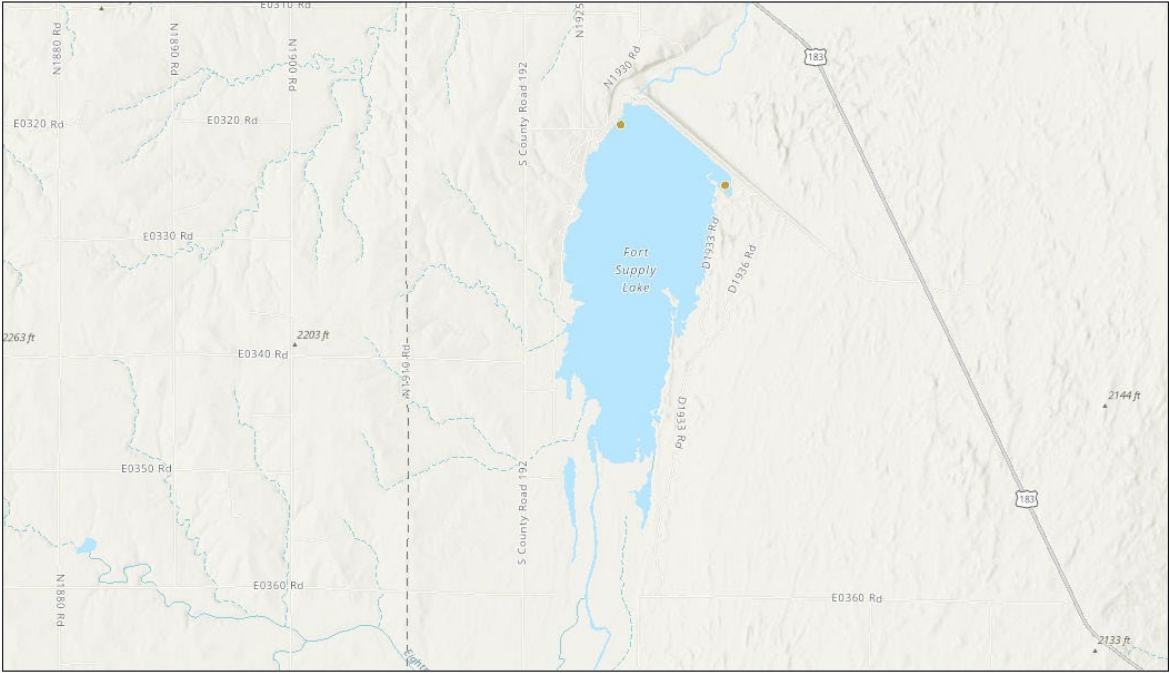 E0310 Rd
N1880 Rd
N1890 Rd
N1900 Rd
N1925
N1930 Rd
183
E0320 Rd
E0320 Rd
S County Road 192
E0330 Rd
Fort
Supply
Lake
D1933 Rd
D1936 Rd
2263 ft
2203 ft
E0340 Rd
N1910 Rd
2144 ft
D1933 Rd
E0350 Rd
S County Road 192
183
N1880 Rd
E0360 Rd
E0360 Rd
2133 ft